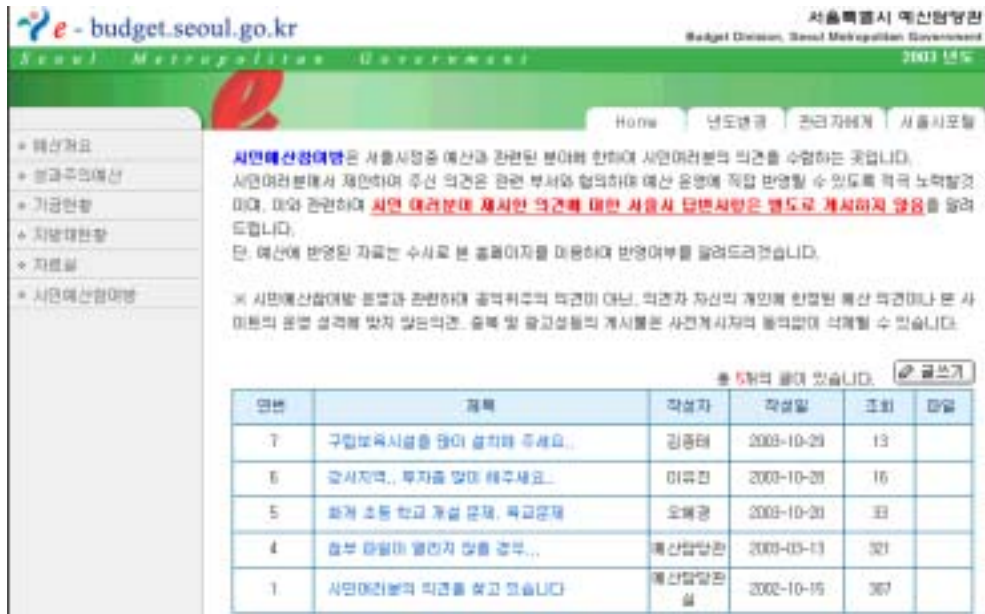 e - budget.seoul.go.kr
서울특별시 예산담당관
Budget Division, Seoul Metropolitan Government
Seoul Metropolitan Government
2003 년도
Home 년도변경 관리자에게 서울시포털
예산개요
성과주의예산
기금현황
지방채현황
자료실
시민예산참여방
시민예산참여방은 서울시정중 예산과 관련된 분야에 한하여 시민여러분의 의견을 수렴하는 곳입니다.
시민여러분께서 제안하여 주신 의견은 관련 부서와 협의하여 예산 운영에 직접 반영될 수 있도록 적극 노력할것
이며, 이와 관련하여 시민 여러분이 제시한 의견에 대한 서울시 답변사항은 별도로 게시하지 않음을 알려
드립니다.
단, 예산에 반영된 자료는 수시로 본 홈페이지를 이용하여 반영여부를 알려드리겠습니다.
※ 시민예산참여방 운영과 관련하여 공익위주의 의견이 아닌, 의견자 자신의 개인에 한정된 예산 의견이나 본 사
이트의 운영 성격에 맞지 않는의견, 중복 및 광고성등의 게시물은 사전게시자의 동의없이 삭제될 수 있습니다.
총 5개의 글이 있습니다. 글쓰기
연번 제목 작성자 작성일 조회 파일
7 구립보육시설을 많이 설치해 주세요.. 김종태 2003-10-29 13
6 강서지역.. 투자좀 많이 해주세요.. 이유진 2003-10-28 16
5 화계 초등 학교 개설 문제, 육교문제 오혜경 2003-10-20 33
4 첨부 파일이 열리지 않을 경우... 예산담당관 2003-03-13 321
1 시민여러분의 의견을 찾고 있습니다 예산담당관
실 2002-10-15 367